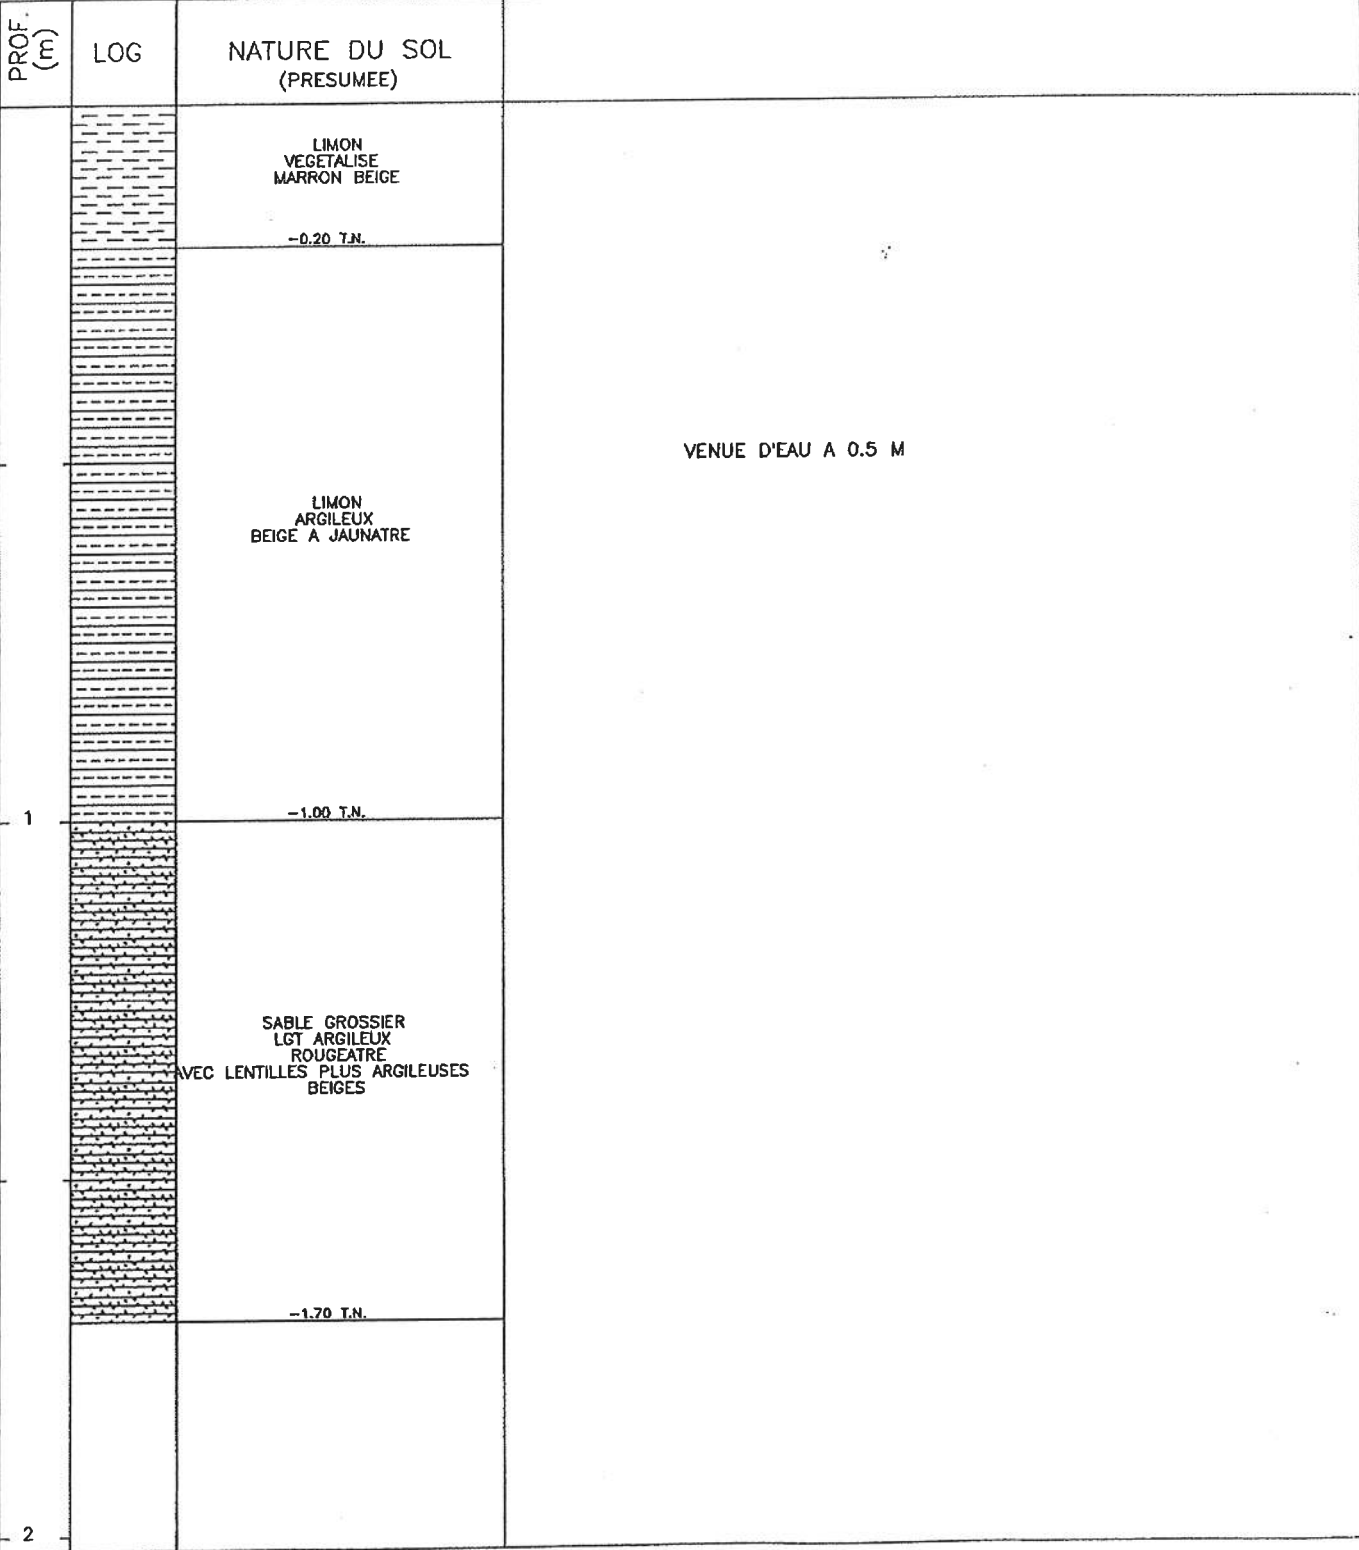 PROF.
(m)
LOG
NATURE DU SOL
(PRESUMEE)
LIMON
VEGETALISE
MARRON BEIGE
-0.20 T.N.
VENUE D'EAU A 0.5 M
LIMON
ARGILEUX
BEIGE A JAUNATRE
-1.00 T.N.
1
SABLE GROSSIER
LGT ARGILEUX
ROUGEATRE
AVEC LENTILLES PLUS ARGILEUSES
BEIGES
-1.70 T.N.
2